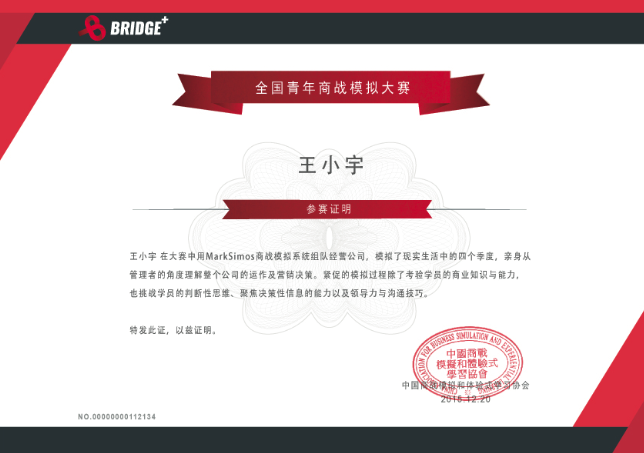 BRIDGE+
全国青年商战模拟大赛
王小宇
参赛证明
王小宇 在大赛中用MarkSimos商战模拟系统组队经营公司，模拟了现实生活中的四个季度，亲身从
管理者的角度理解整个公司的运作及营销决策。紧促的模拟过程除了考验学员的商业知识与能力，
也挑战学员的判断性思维、聚焦决策性信息的能力以及领导力与沟通技巧。
特发此证，以兹证明。
FOR BUSINESS SIMULATION AND EXPERIENTIAL
中國商戰
模擬和體驗式
學習協會
中国商战模拟和体验式学习协会
2018.12.20
NO.00000000112134